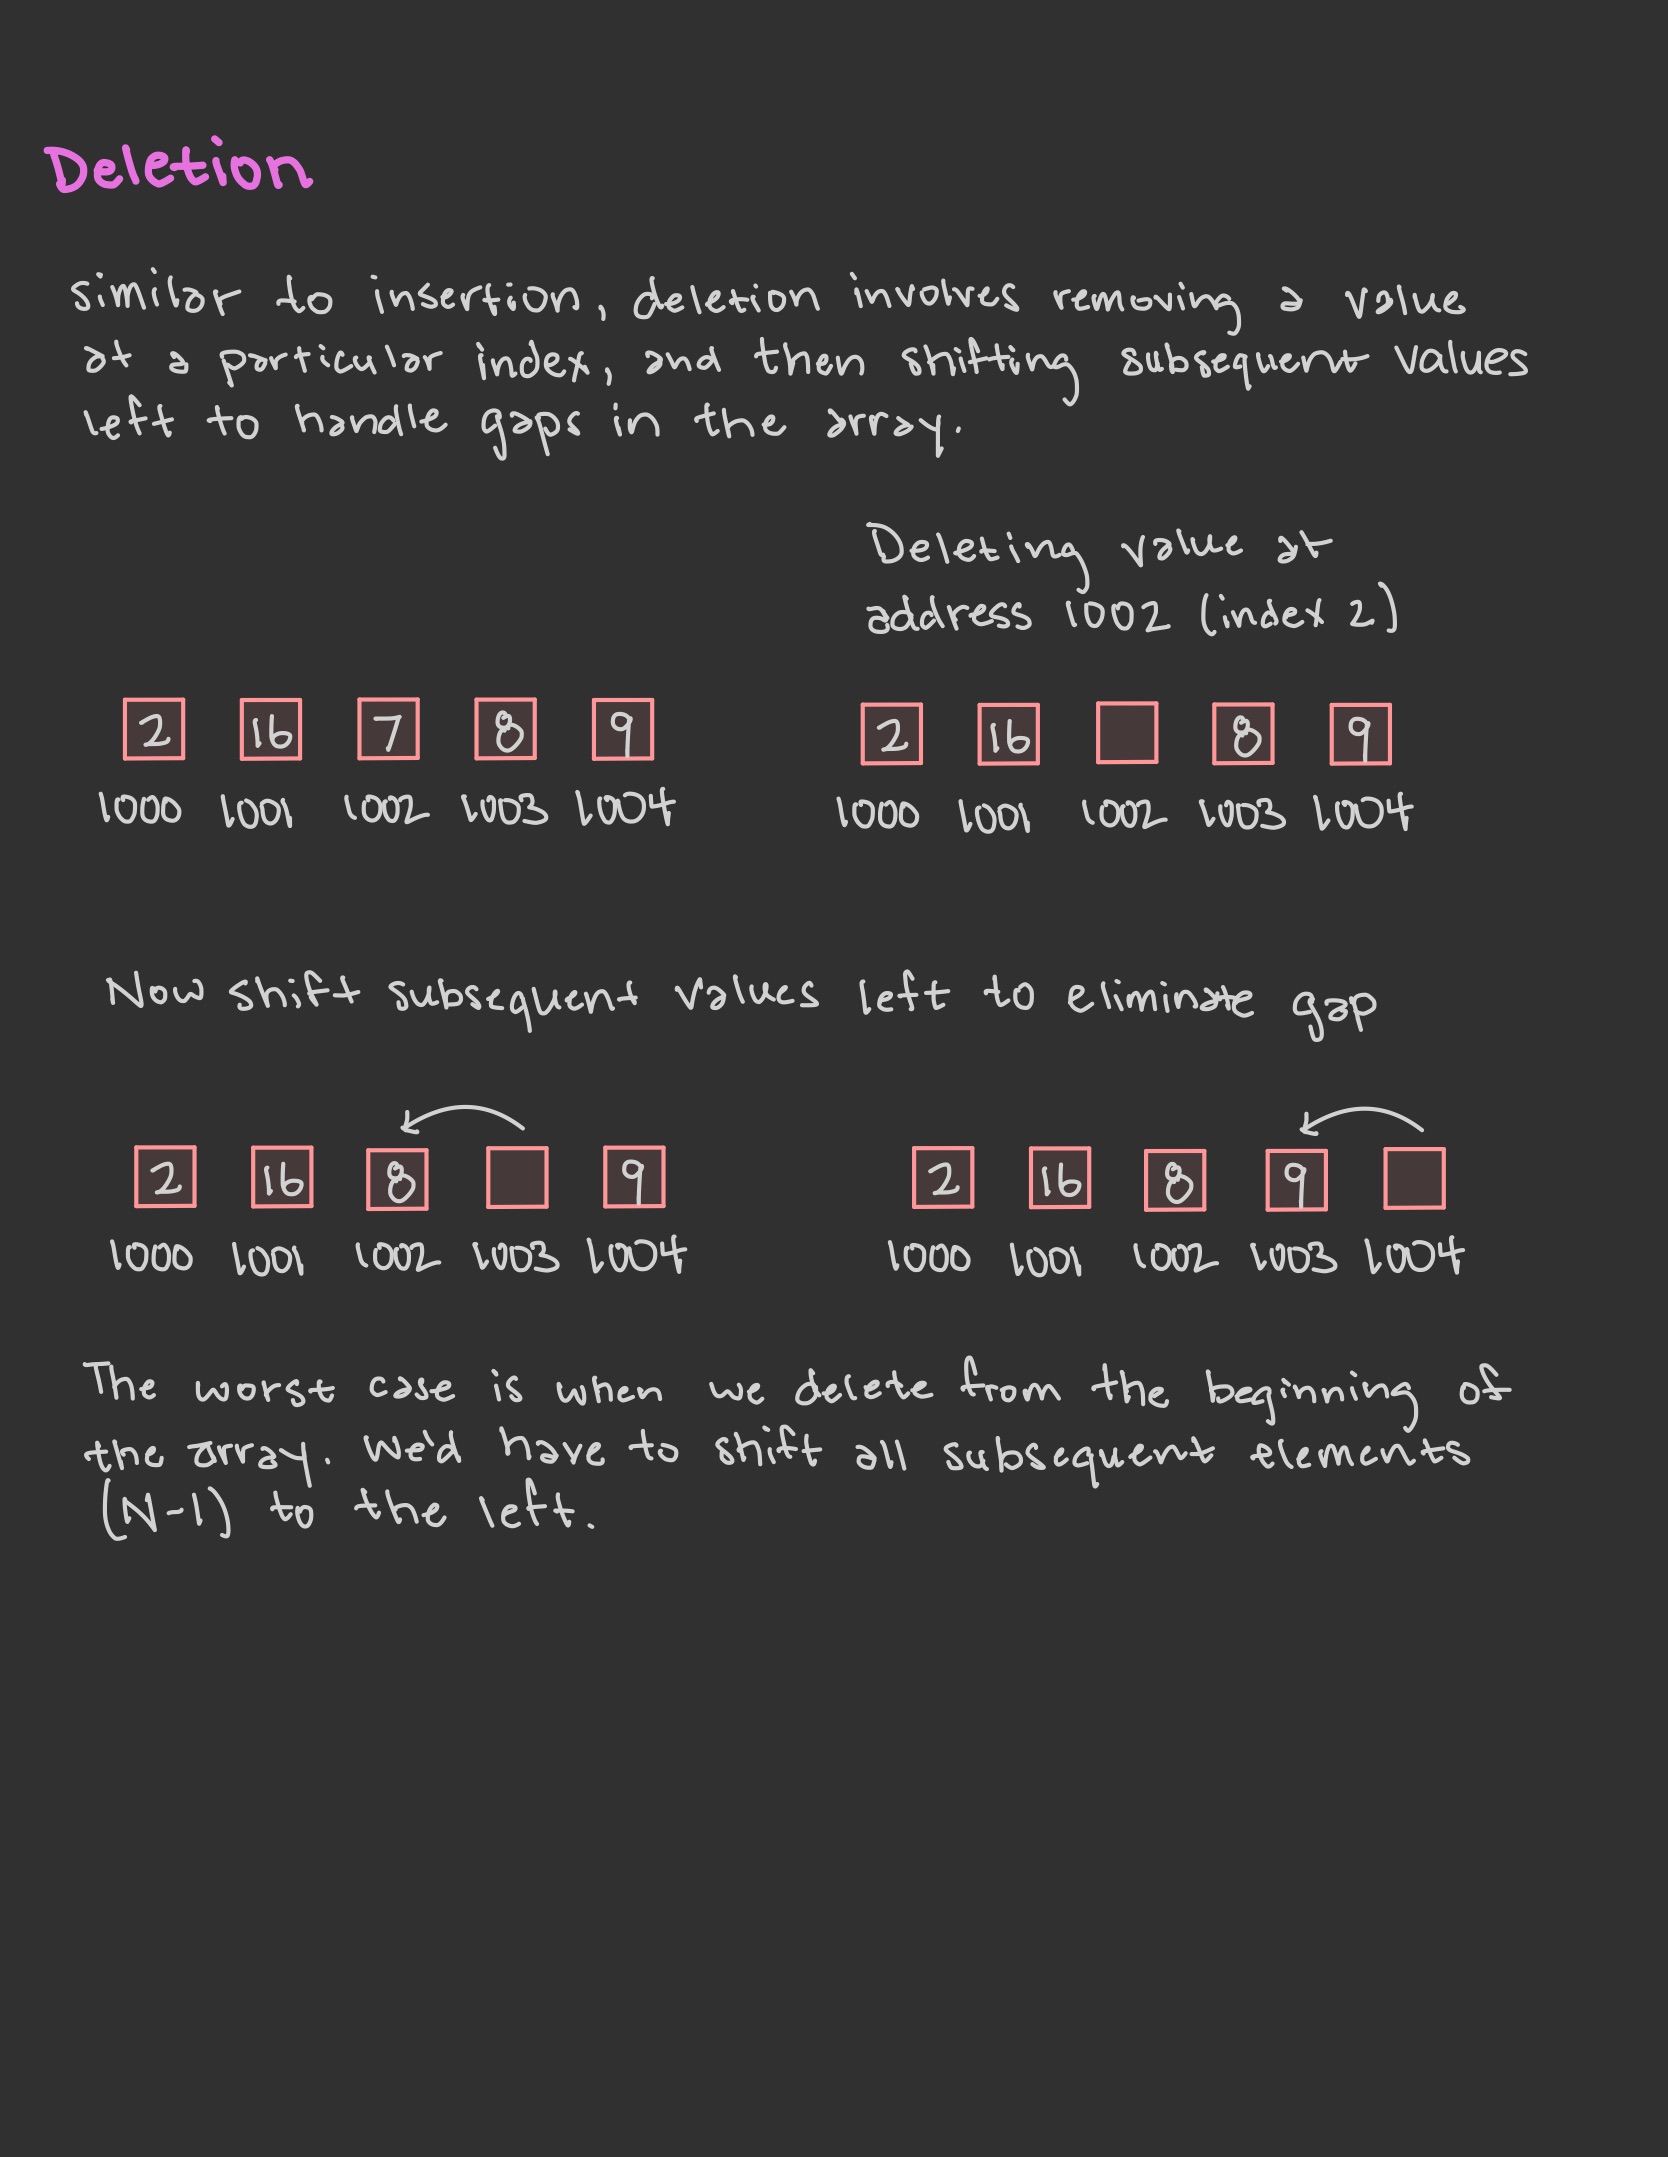 Deletion
similar to insertion, deletion involves removing a value
at a particular index, and then shifting subsequent values
left to handle gaps in the array.
Deleting value at
address 1002 (index 2)
2 16 7 8 9
1000 1001 1002 1003 1004
2 16 8 9
1000 1001 1002 1003 1004
Now shift subsequent values left to eliminate gap
2 16 8 9
1000 1001 1002 1003 1004
2 16 8 9
1000 1001 1002 1003 1004
The worst case is when we delete from the beginning of
the array. We'd have to shift all subsequent elements
(N-1) to the left.